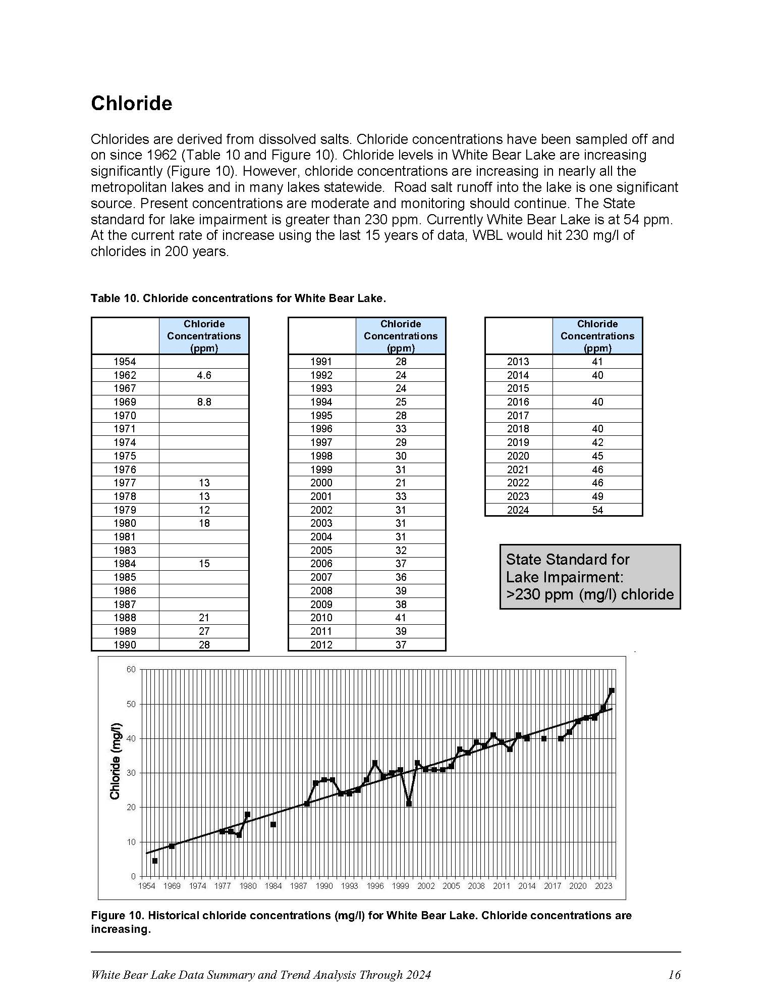 Chloride
Chlorides are derived from dissolved salts. Chloride concentrations have been sampled off and
on since 1962 (Table 10 and Figure 10). Chloride levels in White Bear Lake are increasing
significantly (Figure 10). However, chloride concentrations are increasing in nearly all the
metropolitan lakes and in many lakes statewide.  Road salt runoff into the lake is one significant
source. Present concentrations are moderate and monitoring should continue. The State
standard for lake impairment is greater than 230 ppm. Currently White Bear Lake is at 54 ppm.
At the current rate of increase using the last 15 years of data, WBL would hit 230 mg/l of
chlorides in 200 years.
Table 10. Chloride concentrations for White Bear Lake.
Chloride
Concentrations
(ppm)
1954
1962 4.6
1967
1969 8.8
1970
1971
1974
1975
1976
1977 13
1978 13
1979 12
1980 18
1981
1983
1984 15
1985
1986
1987
1988 21
1989 27
1990 28
Chloride
Concentrations
(ppm)
1991 28
1992 24
1993 24
1994 25
1995 28
1996 33
1997 29
1998 30
1999 31
2000 21
2001 33
2002 31
2003 31
2004 31
2005 32
2006 37
2007 36
2008 39
2009 38
2010 41
2011 39
2012 37
Chloride
Concentrations
(ppm)
2013 41
2014 40
2015
2016 40
2017
2018 40
2019 42
2020 45
2021 46
2022 46
2023 49
2024 54
State Standard for
Lake Impairment:
>230 ppm (mg/l) chloride
Chloride (mg/l)
60
50
40
30
20
10
0
1954 1969 1974 1977 1980 1984 1987 1990 1993 1996 1999 2002 2005 2008 2011 2014 2017 2020 2023
Figure 10. Historical chloride concentrations (mg/l) for White Bear Lake. Chloride concentrations are
increasing.
White Bear Lake Data Summary and Trend Analysis Through 2024 16